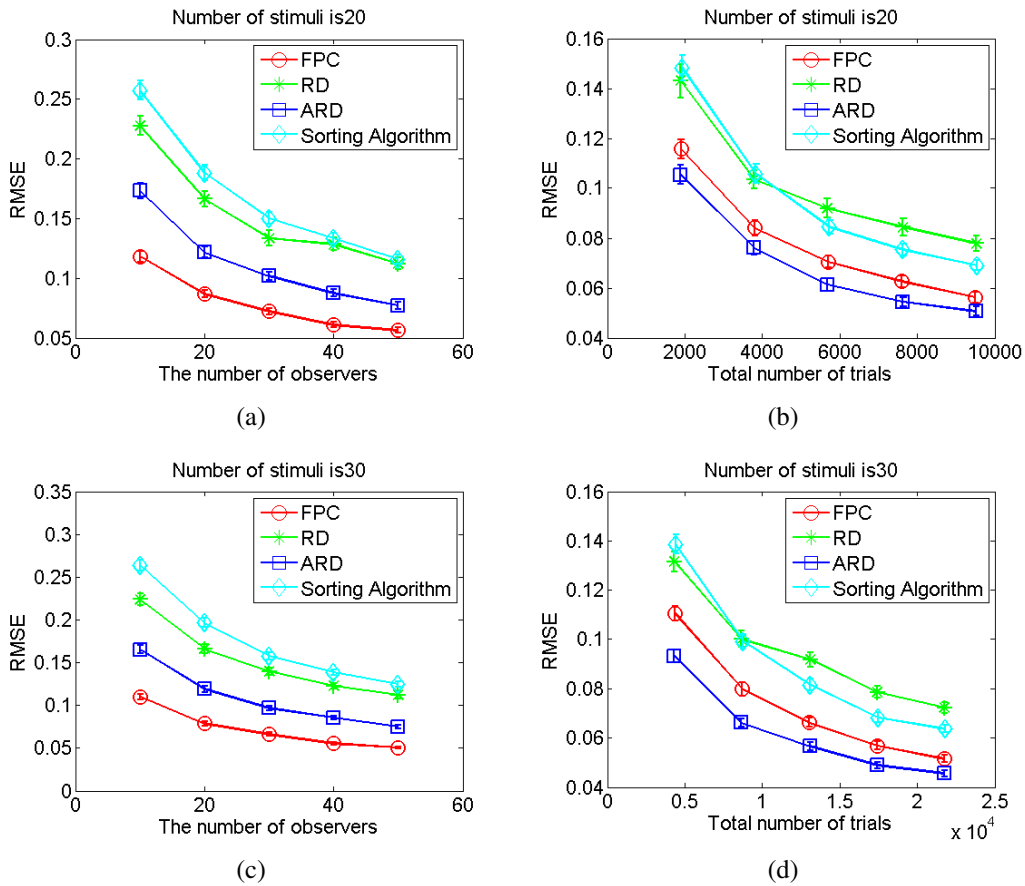 Number of stimuli is20
RMSE
0.3
0.25
0.2
0.15
0.1
0.05
0 20 40 60
The number of observers
FPC
RD
ARD
Sorting Algorithm
(a)
Number of stimuli is20
RMSE
0.16
0.14
0.12
0.1
0.08
0.06
0.04
0 2000 4000 6000 8000 10000
Total number of trials
FPC
RD
ARD
Sorting Algorithm
(b)
Number of stimuli is30
RMSE
0.35
0.3
0.25
0.2
0.15
0.1
0.05
0
0 20 40 60
The number of observers
FPC
RD
ARD
Sorting Algorithm
(c)
Number of stimuli is30
RMSE
0.16
0.14
0.12
0.1
0.08
0.06
0.04
0 0.5 1 1.5 2 2.5
Total number of trials
x 10^4
FPC
RD
ARD
Sorting Algorithm
(d)